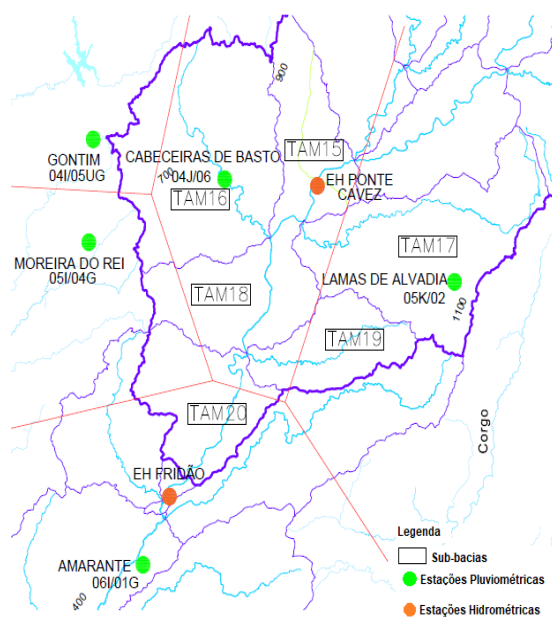 900
GONTIM
04I/05UG
CABECEIRAS DE BASTO
04J/06
700
TAM15
TAM16
EH PONTE
CAVEZ
MOREIRA DO REI
05I/04G
TAM17
LAMAS DE ALVADIA
05K/02
1100
TAM18
TAM19
TAM20
Corgo
EH FRIDÃO
AMARANTE
06I/01G
400
Legenda
Sub-bacias
Estações Pluviométricas
Estações Hidrométricas